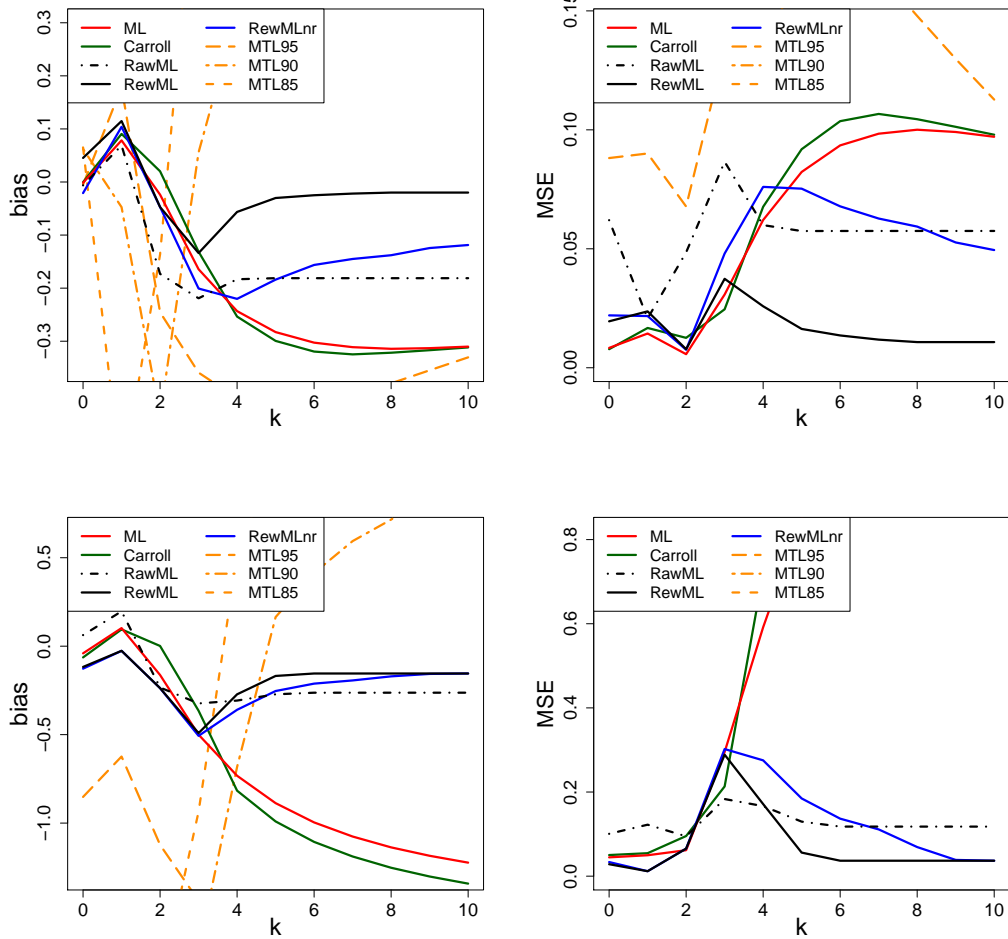 ML
Carroll
RawML
RewML
RewMLnr
MTL95
MTL90
MTL85
bias
0.3
0.2
0.1
0.0
−0.1
−0.2
−0.3
0 2 4 6 8 10
k
ML
Carroll
RawML
RewML
RewMLnr
MTL95
MTL90
MTL85
MSE
0.15
0.10
0.05
0.00
0 2 4 6 8 10
k
ML
Carroll
RawML
RewML
RewMLnr
MTL95
MTL90
MTL85
bias
0.5
0.0
−0.5
−1.0
0 2 4 6 8 10
k
ML
Carroll
RawML
RewML
RewMLnr
MTL95
MTL90
MTL85
MSE
0.8
0.6
0.4
0.2
0.0
0 2 4 6 8 10
k